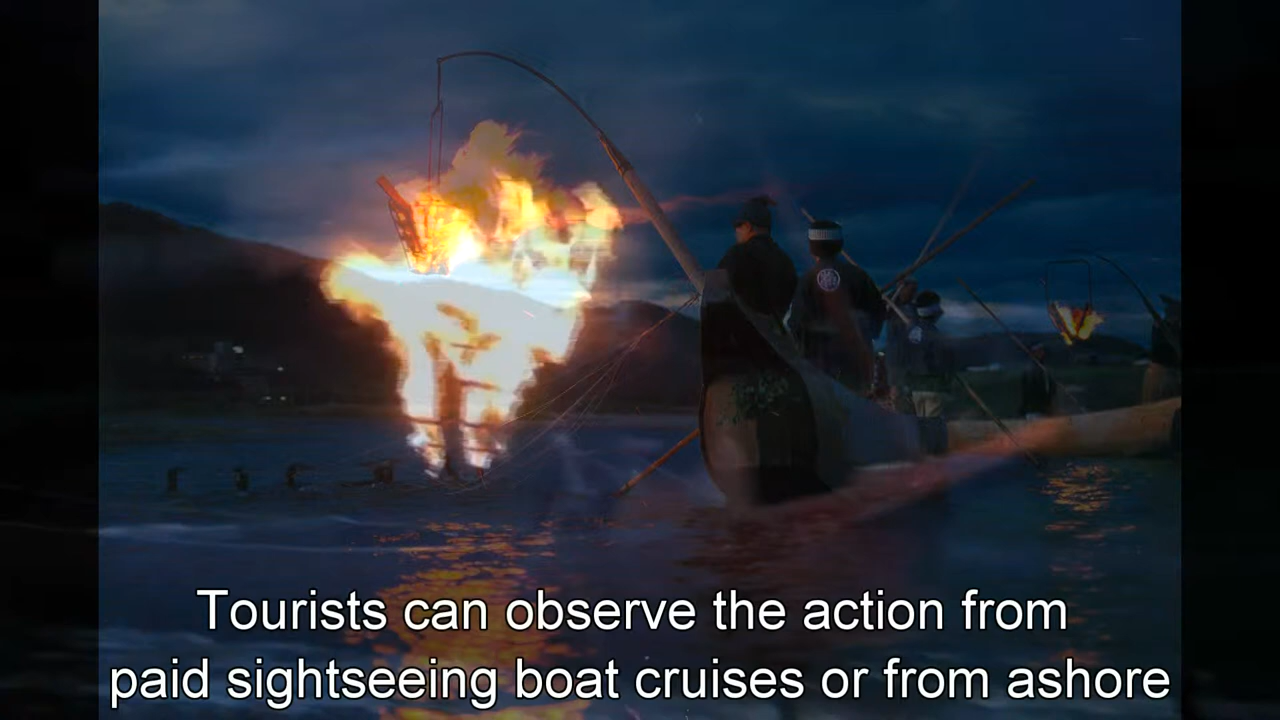 Tourists can observe the action from
paid sightseeing boat cruises or from ashore